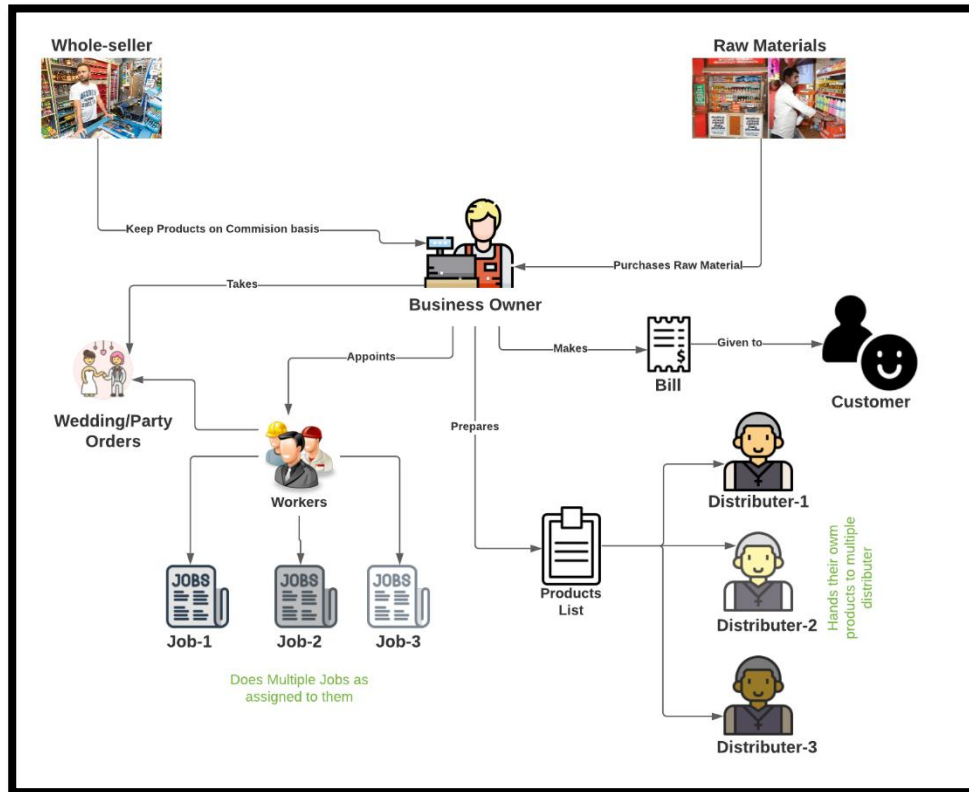 Whole-seller
Raw Materials
Keep Products on Commision basis
Purchases Raw Material
Business Owner
Takes
Appoints
Makes
Given to
Bill
Customer
Wedding/Party
Orders
Prepares
Workers
Distributer-1
JOBS
JOBS
JOBS
Job-1
Job-2
Job-3
Products
List
Distributer-2
Hands their owm
products to multiple
distributer
Does Multiple Jobs as
assigned to them
Distributer-3